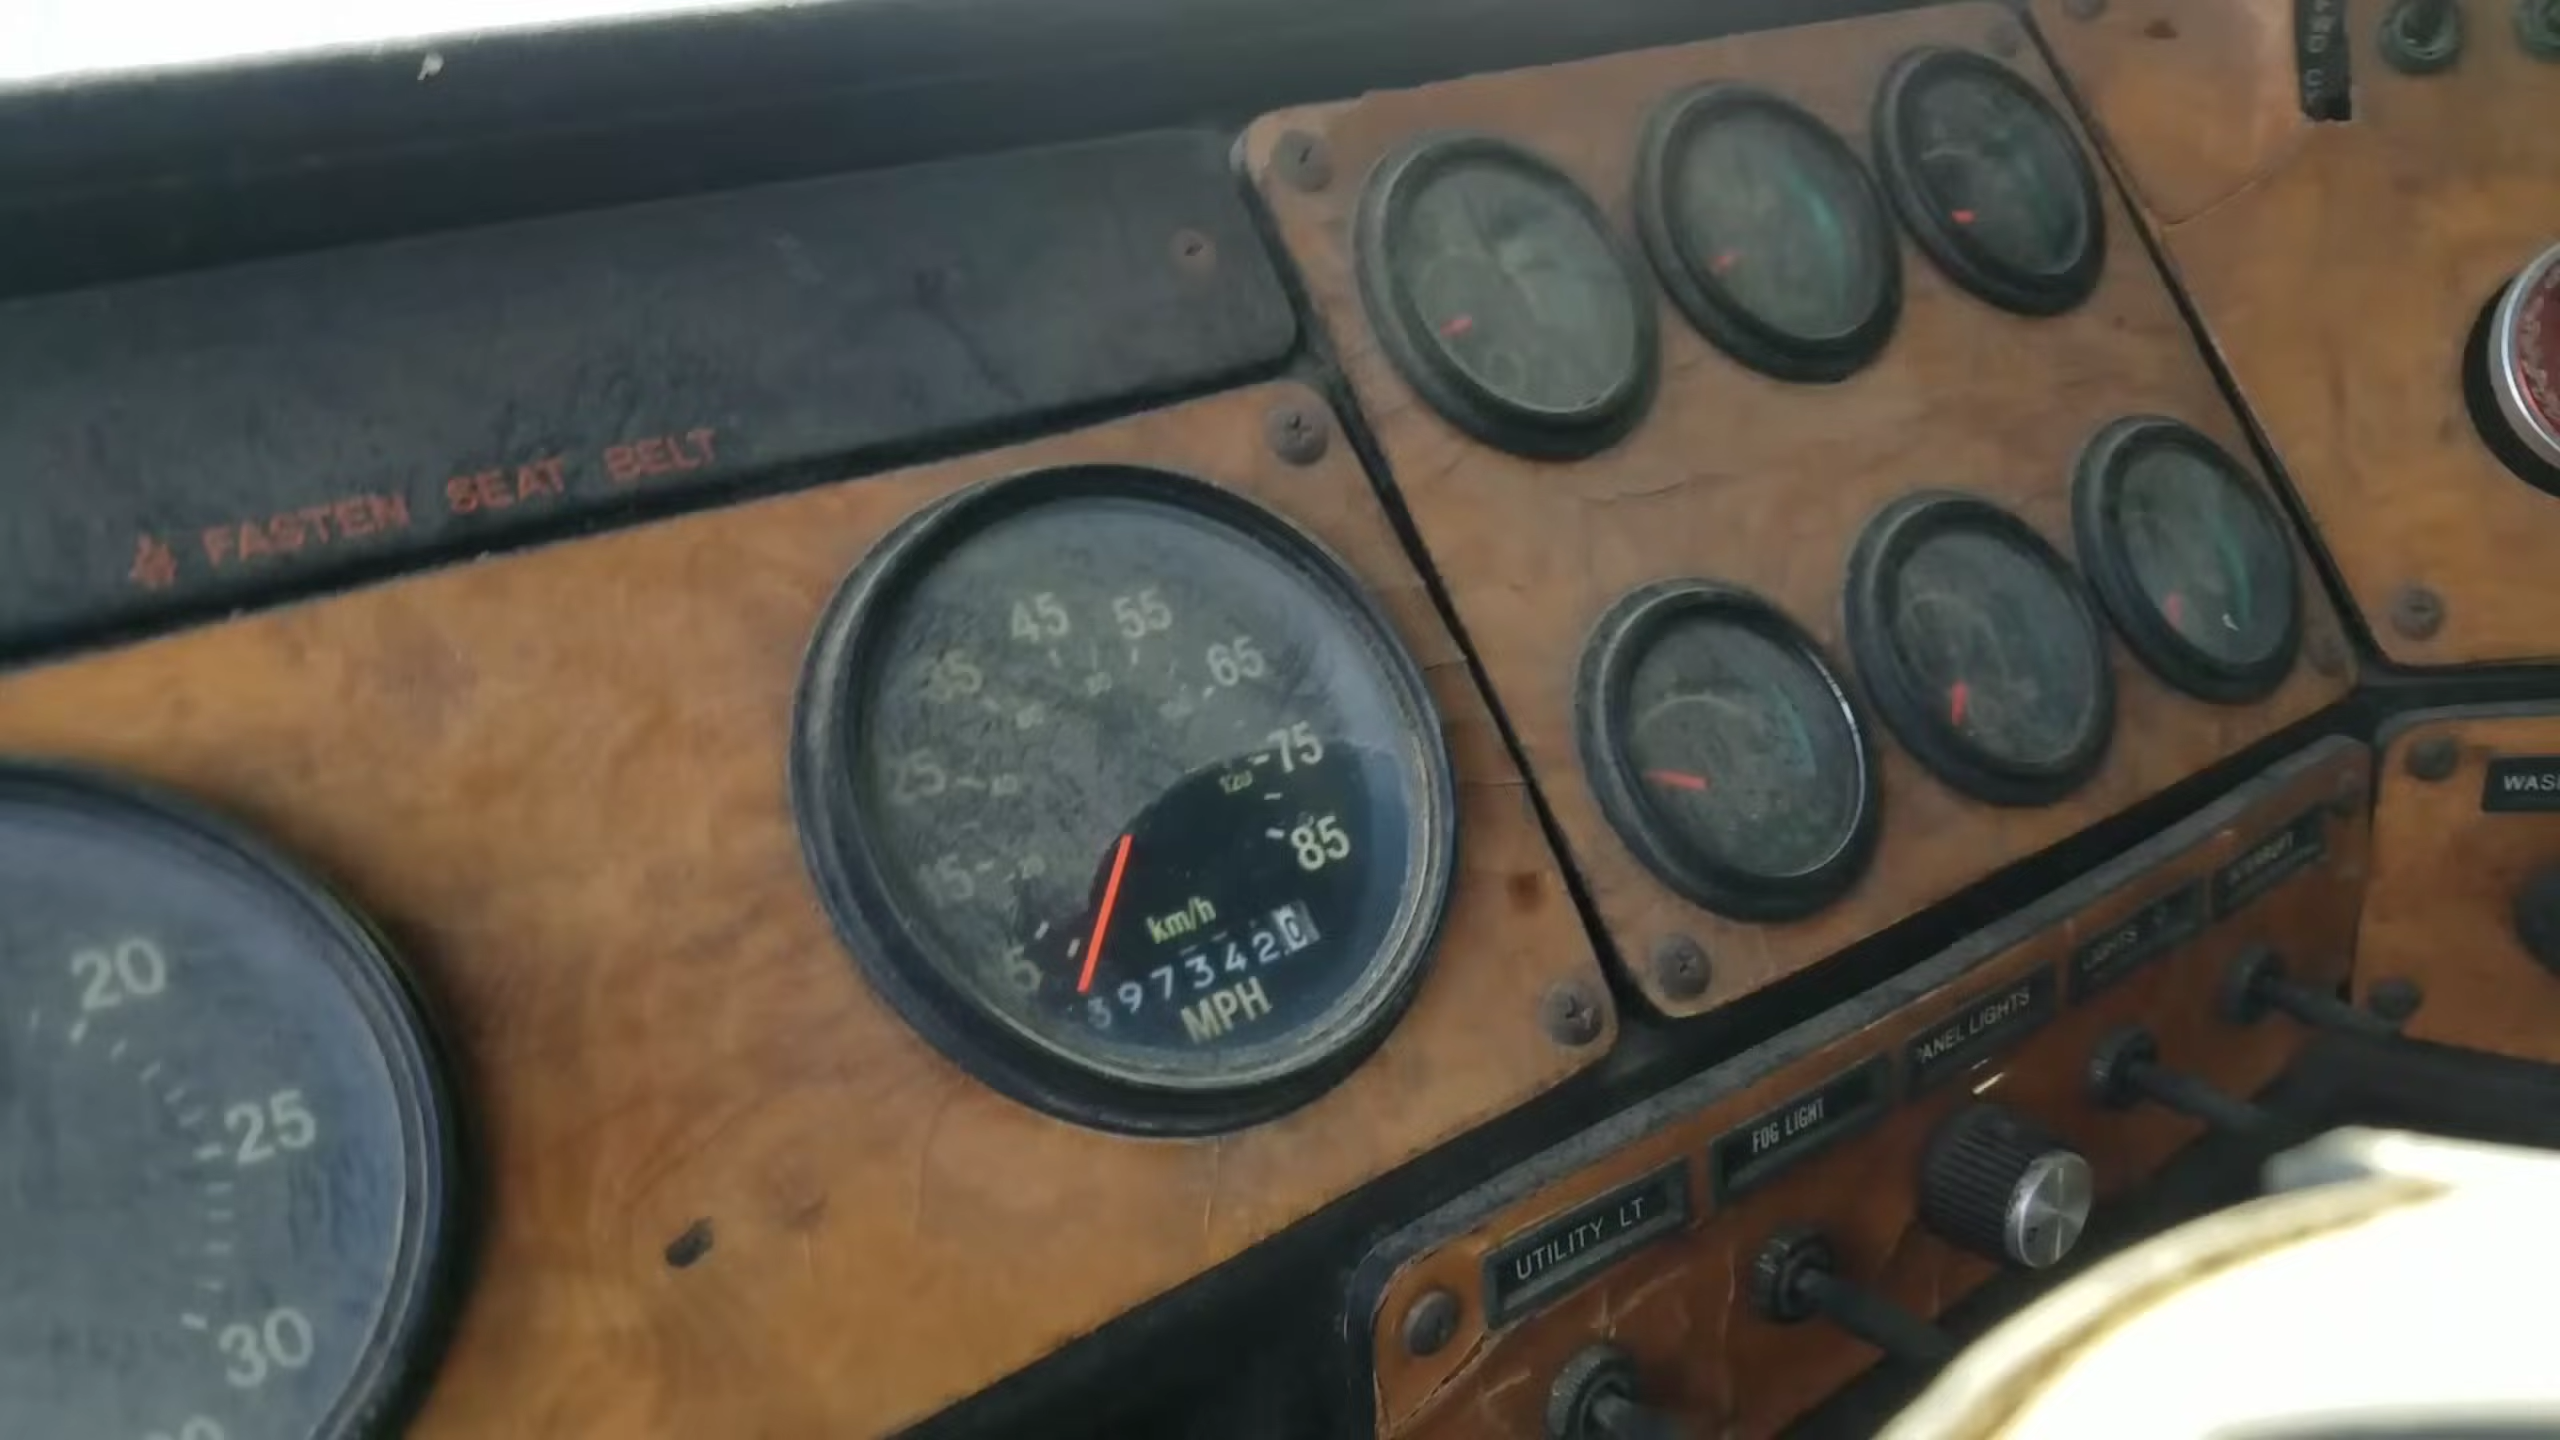 FASTEN SEAT BELT
45 55
35 65
25 75
120
15 85
km/h
5
3973420
MPH
20
25
30
WAS
PANEL LIGHTS
FOG LIGHT
UTILITY LT